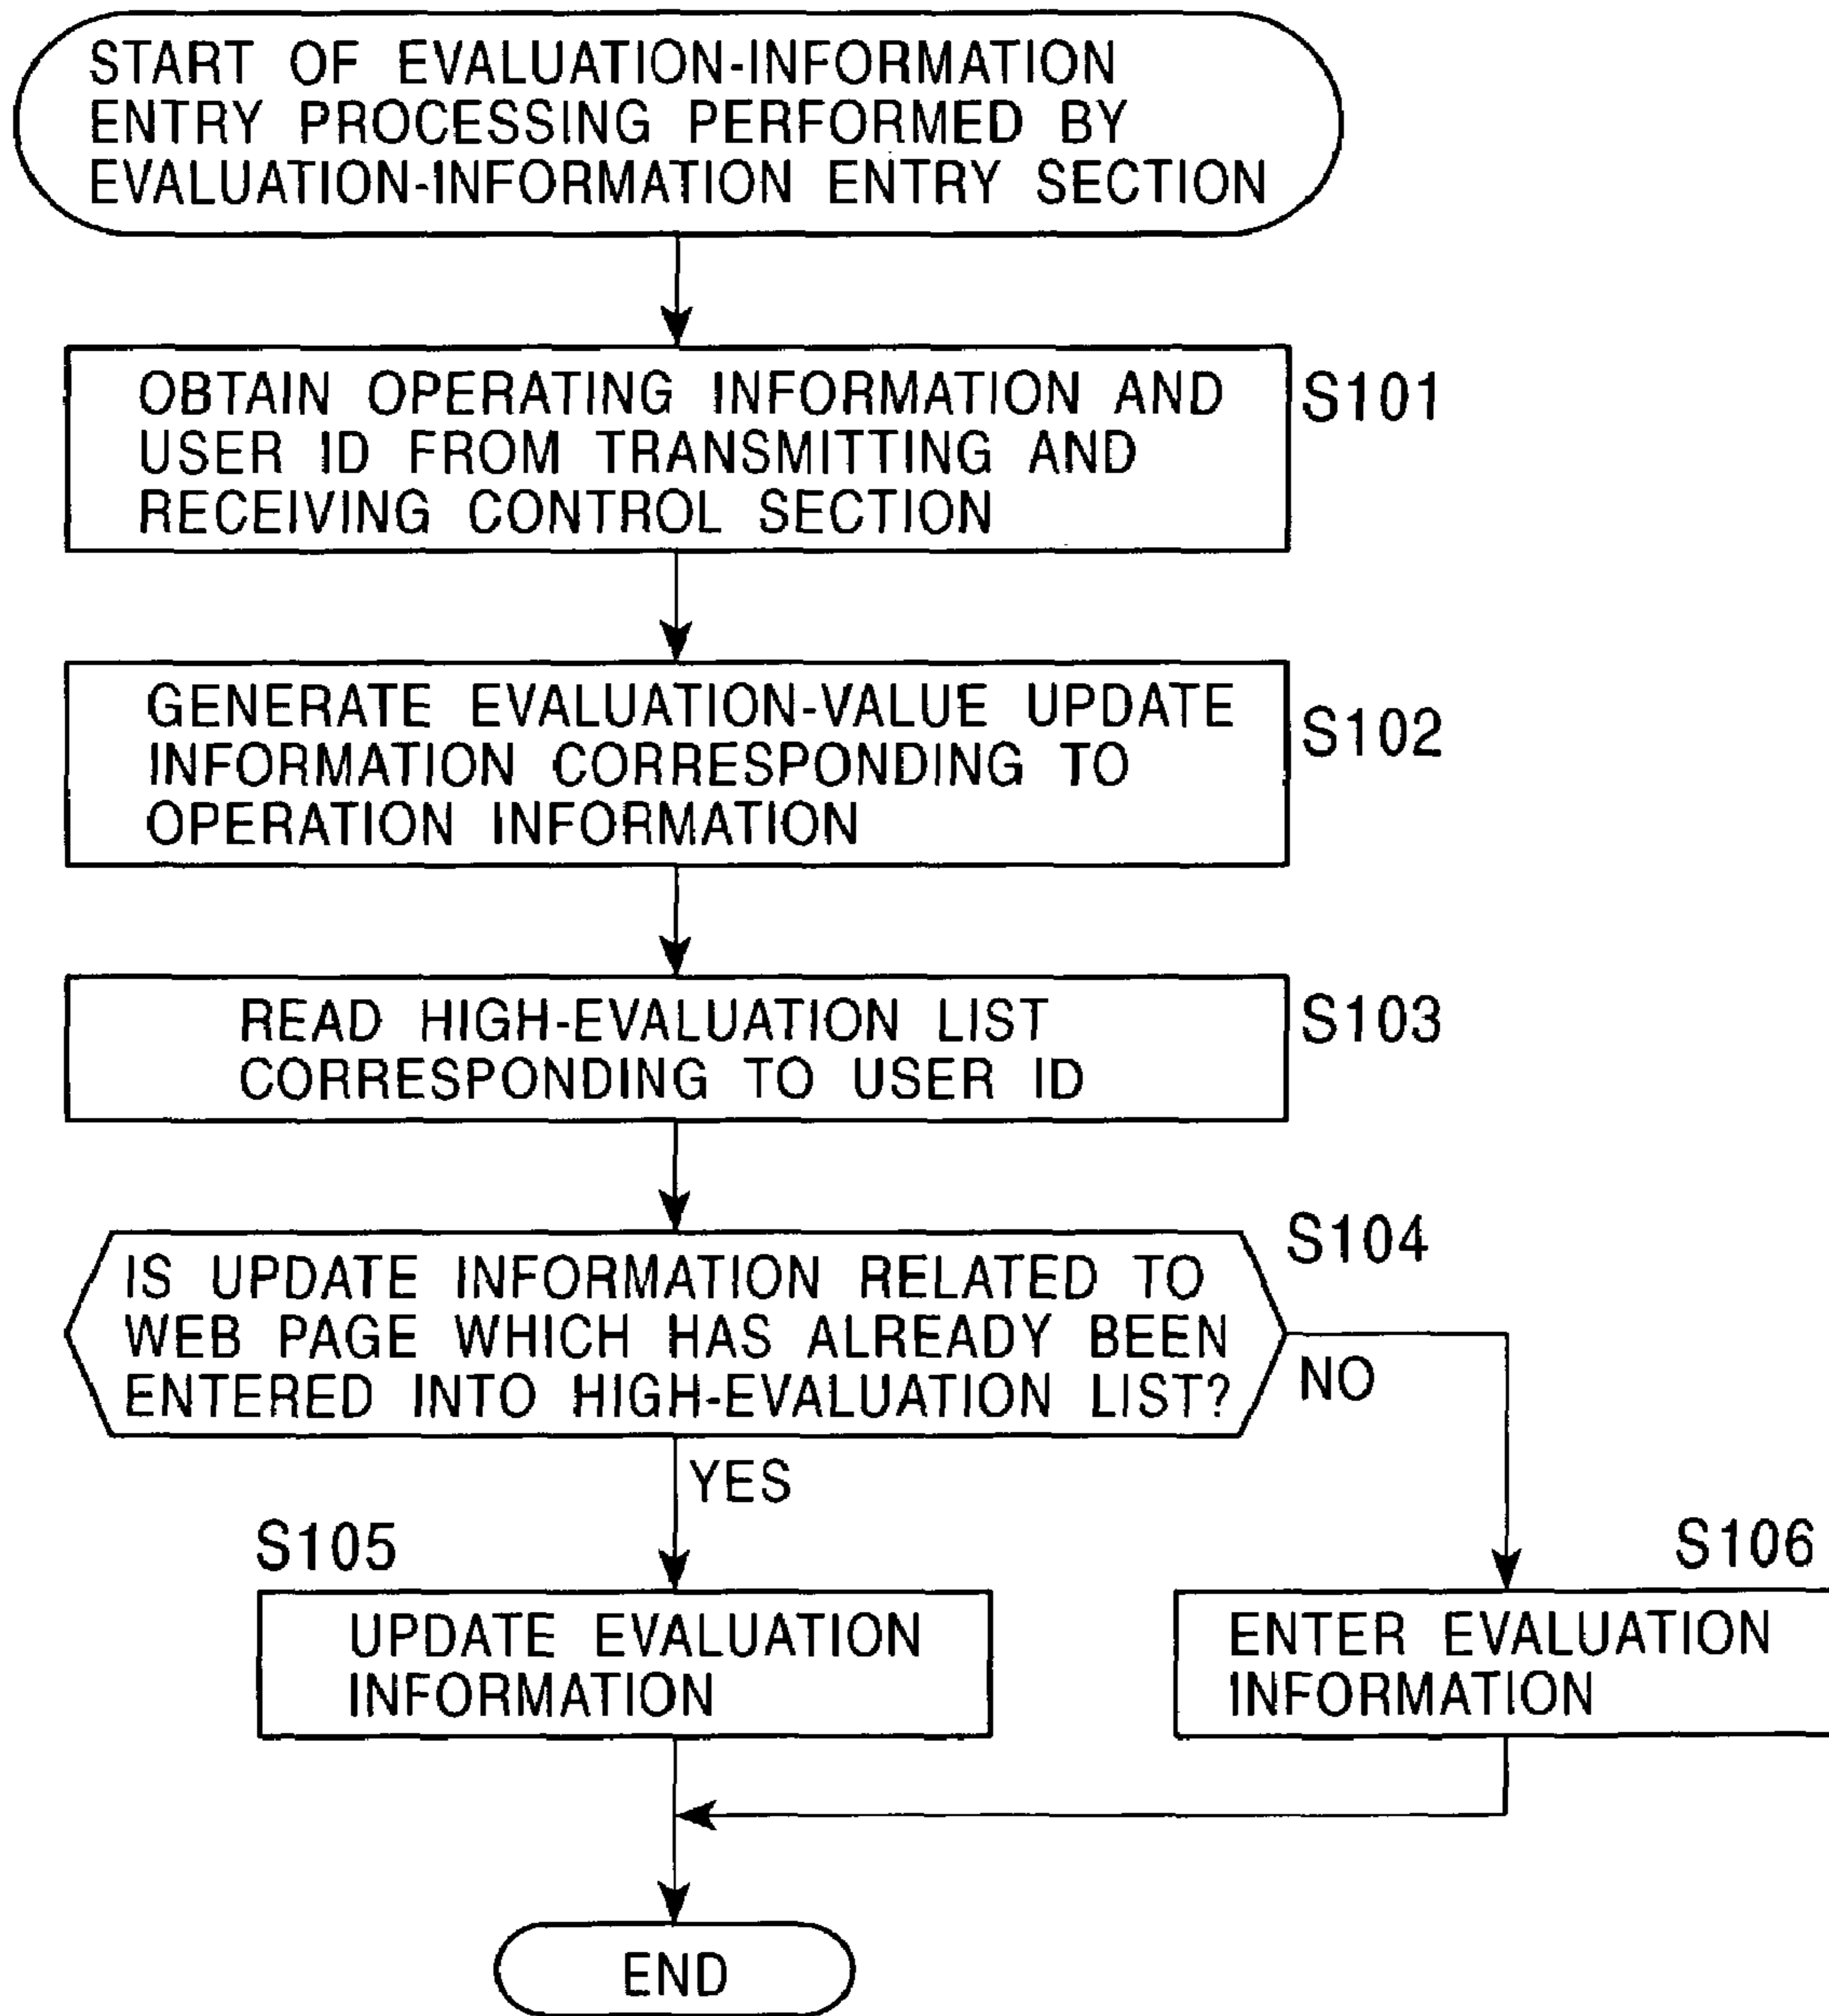 START OF EVALUATION-INFORMATION
ENTRY PROCESSING PERFORMED BY
EVALUATION-INFORMATION ENTRY SECTION
OBTAIN OPERATING INFORMATION AND
USER ID FROM TRANSMITTING AND
RECEIVING CONTROL SECTION
S101
GENERATE EVALUATION-VALUE UPDATE
INFORMATION CORRESPONDING TO
OPERATION INFORMATION
S102
READ HIGH-EVALUATION LIST
CORRESPONDING TO USER ID
S103
S104
IS UPDATE INFORMATION RELATED TO
WEB PAGE WHICH HAS ALREADY BEEN
ENTERED INTO HIGH-EVALUATION LIST?
NO
YES
S105
UPDATE EVALUATION
INFORMATION
S106
ENTER EVALUATION
INFORMATION
END